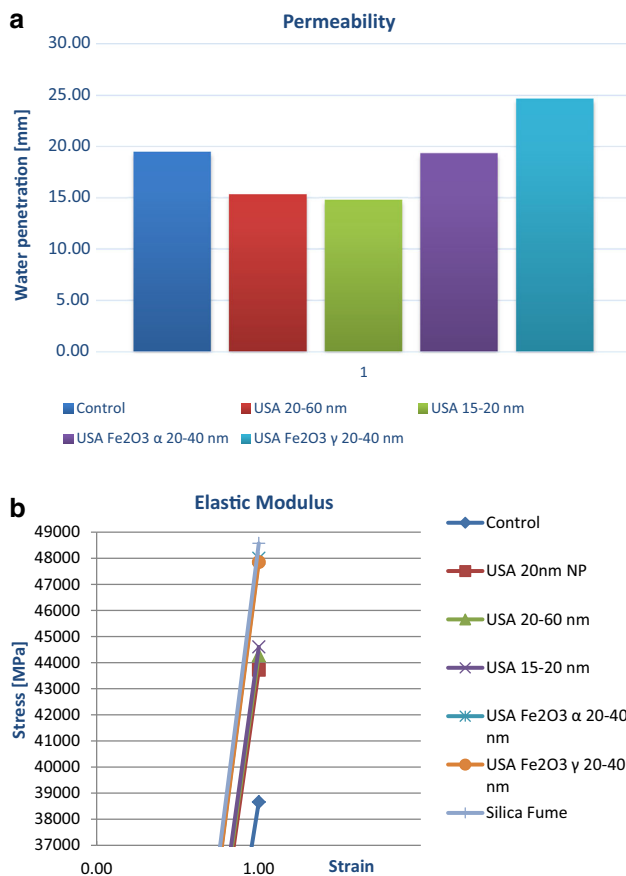 a
Permeability
30.00
25.00
20.00
15.00
10.00
5.00
0.00
Water penetration [mm]
1
Control
USA 20-60 nm
USA 15-20 nm
USA Fe2O3 α 20-40 nm
USA Fe2O3 γ 20-40 nm
b
Elastic Modulus
49000
48000
47000
46000
45000
44000
43000
42000
41000
40000
39000
38000
37000
Stress [MPa]
0.00
1.00
Strain
Control
USA 20nm NP
USA 20-60 nm
USA 15-20 nm
USA Fe2O3 α 20-40
nm
USA Fe2O3 γ 20-40
nm
Silica Fume